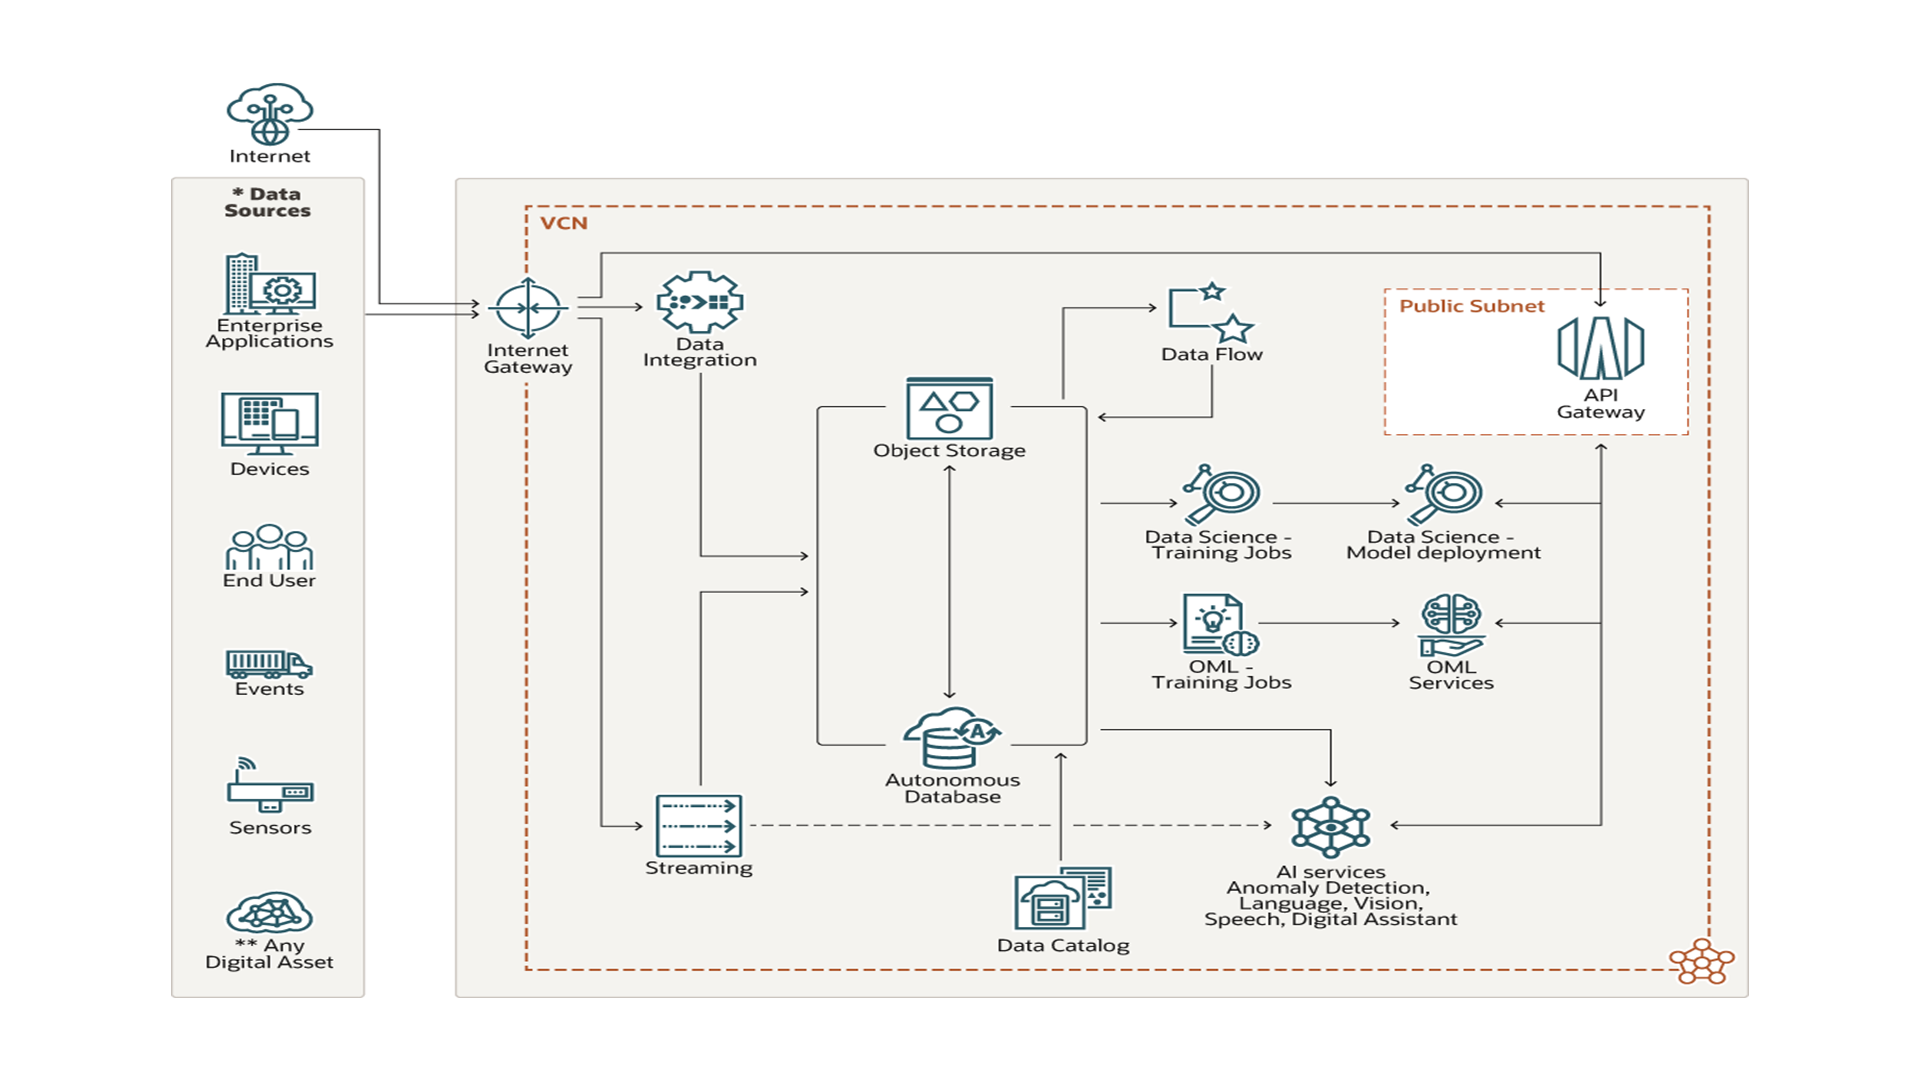 Internet
* Data
Sources
Enterprise
Applications
Devices
End User
Events
Sensors
** Any
Digital Asset
VCN
Internet
Gateway
Data
Integration
Streaming
Object Storage
A
Autonomous
Database
Data Catalog
Data Flow
Public Subnet
API
Gateway
Data Science -
Training Jobs
Data Science -
Model deployment
OML -
Training Jobs
OML
Services
AI services
Anomaly Detection,
Language, Vision,
Speech, Digital Assistant